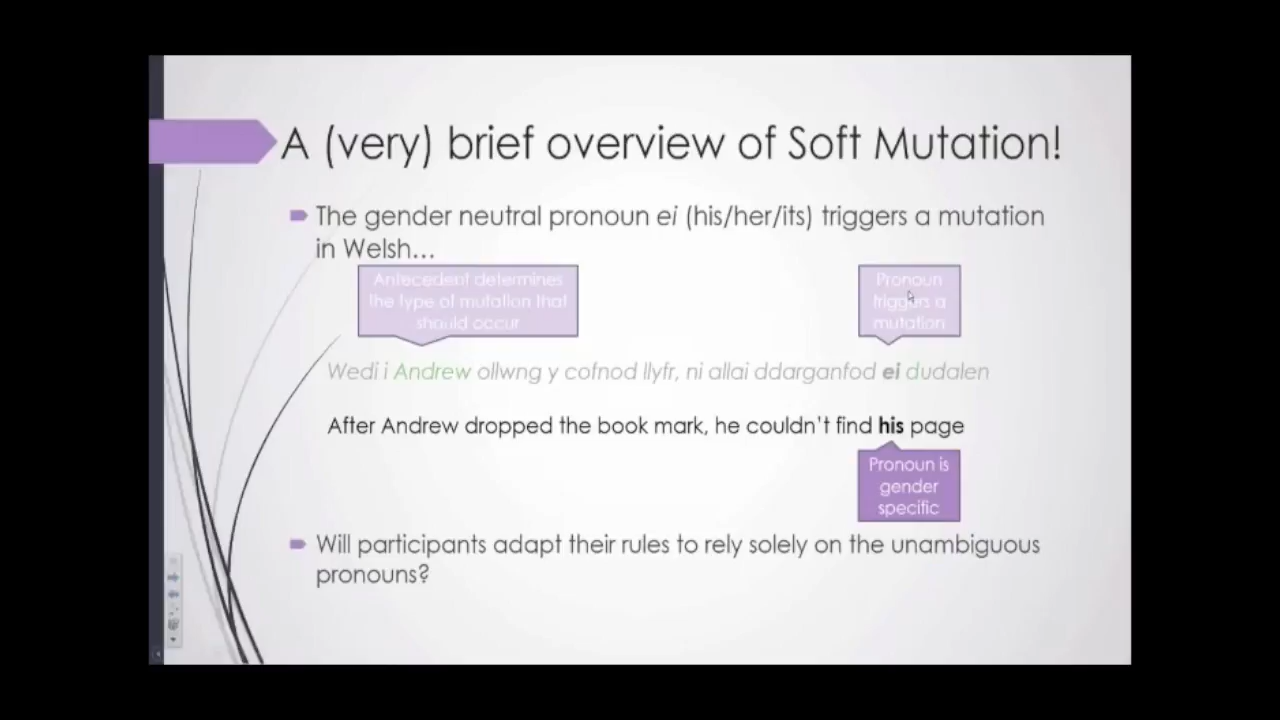 A (very) brief overview of Soft Mutation!
The gender neutral pronoun ei (his/her/its) triggers a mutation
in Welsh...
Antecedent determines
the type of mutation that
should occur
Pronoun
triggers a
mutation
Wedi i Andrew ollwng y cofnod llyfr, ni allai ddarganfod ei dudalen
After Andrew dropped the book mark, he couldn't find his page
Pronoun is
gender
specific
Will participants adapt their rules to rely solely on the unambiguous
pronouns?